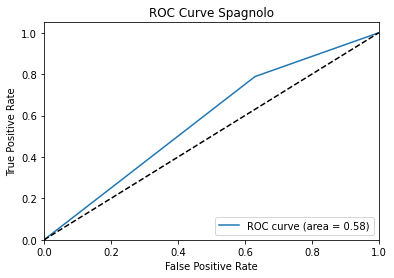 ROC Curve Spagnolo
True Positive Rate
1.0
0.8
0.6
0.4
0.2
0.0
ROC curve (area = 0.58)
0.0 0.2 0.4 0.6 0.8 1.0
False Positive Rate